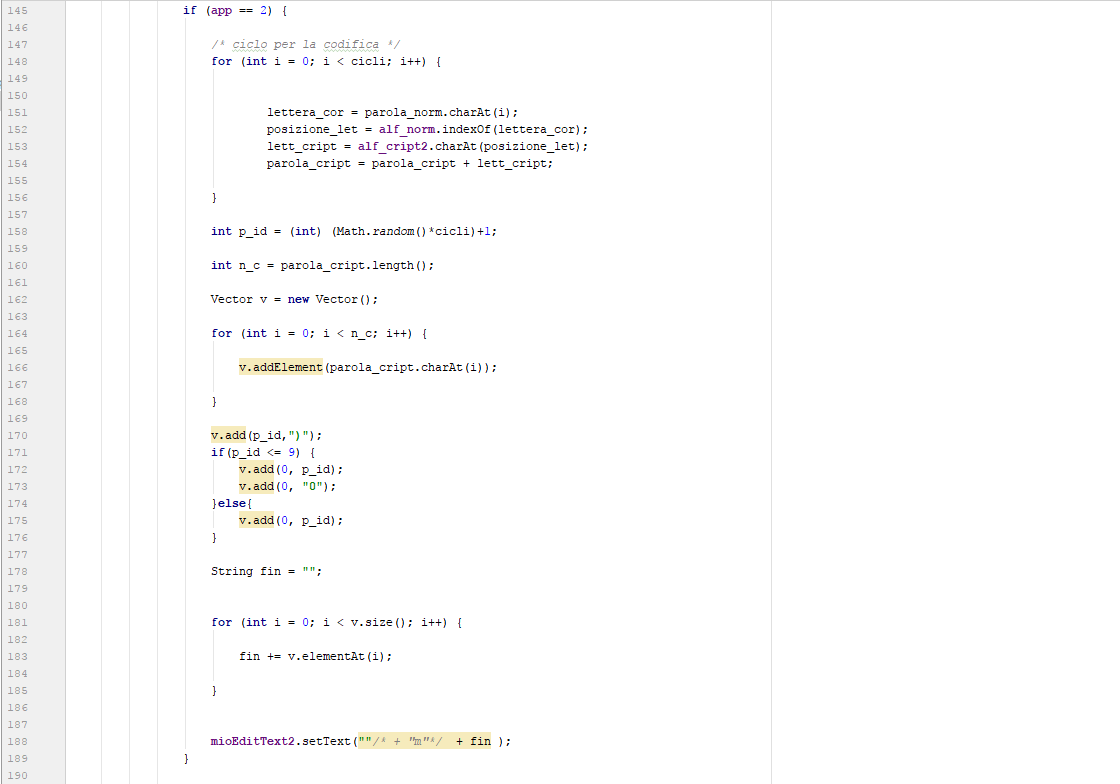 145 if (app == 2) {
146
147 /* ciclo per la codifica */
148 for (int i = 0; i < cicli; i++) {
149
150
151 lettera_cor = parola_norm.charAt(i);
152 posizione_let = alf_norm.indexOf(lettera_cor);
153 lett_cript = alf_cript2.charAt(posizione_let);
154 parola_cript = parola_cript + lett_cript;
155
156 }
157
158 int p_id = (int) (Math.random()*cicli)+1;
159
160 int n_c = parola_cript.length();
161
162 Vector v = new Vector();
163
164 for (int i = 0; i < n_c; i++) {
165
166 v.addElement(parola_cript.charAt(i));
167
168 }
169
170 v.add(p_id,")");
171 if(p_id <= 9) {
172 v.add(0, p_id);
173 v.add(0, "0");
174 }else{
175 v.add(0, p_id);
176 }
177
178 String fin = "";
179
180
181 for (int i = 0; i < v.size(); i++) {
182
183 fin += v.elementAt(i);
184
185 }
186
187
188 mioEditText2.setText(""/* + "m"*/ + fin );
189 }
190